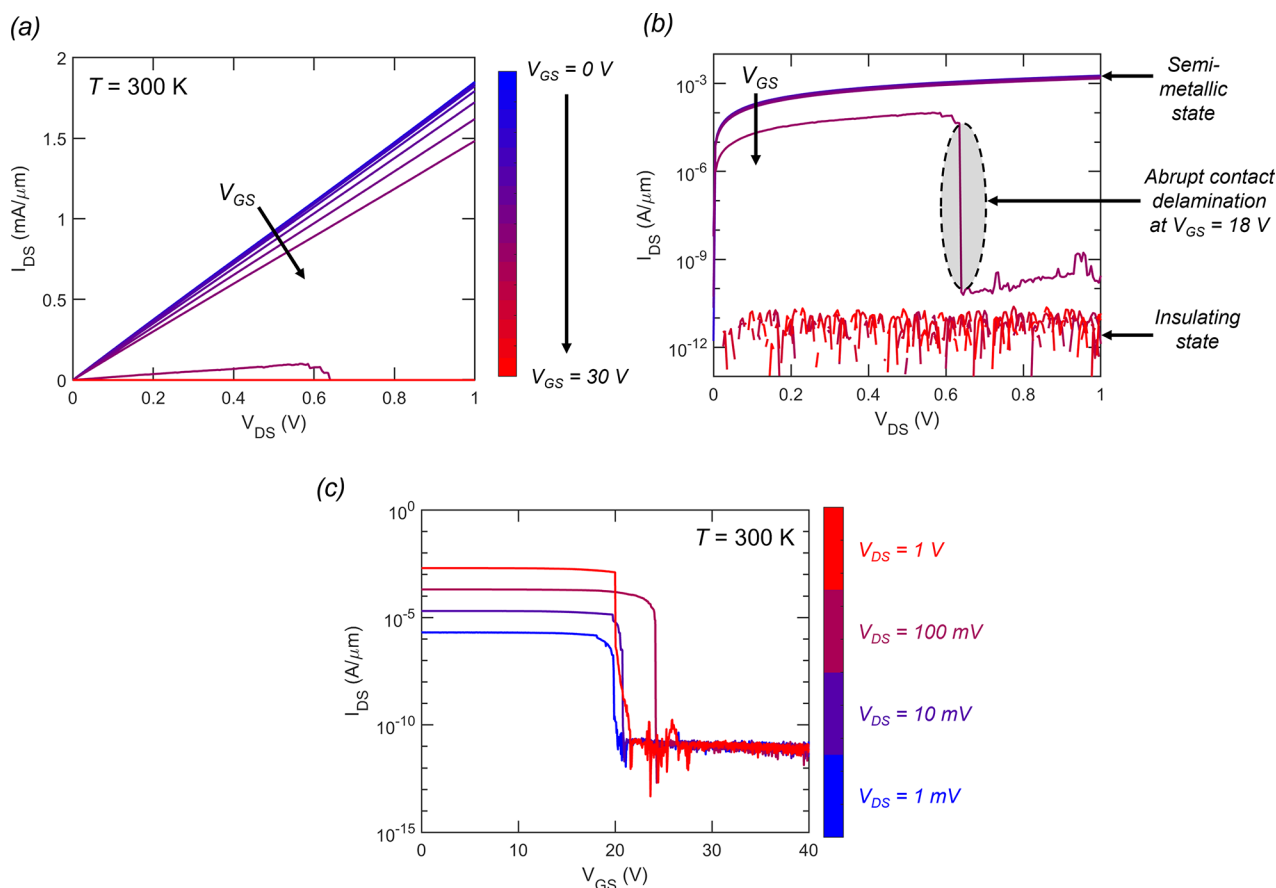 (a)
2
1.5
1
0.5
0
I_DS (mA/μm)
T = 300 K
V_GS
0 0.2 0.4 0.6 0.8 1
V_DS (V)
V_GS = 0 V
V_GS = 30 V
(b)
10^-3
10^-6
10^-9
10^-12
I_DS (A/μm)
V_GS
0 0.2 0.4 0.6 0.8 1
V_DS (V)
Semi-
metallic
state
Abrupt contact
delamination
at V_GS = 18 V
Insulating
state
(c)
10^0
10^-5
10^-10
10^-15
I_DS (A/μm)
T = 300 K
0 10 20 30 40
V_GS (V)
V_DS = 1 V
V_DS = 100 mV
V_DS = 10 mV
V_DS = 1 mV